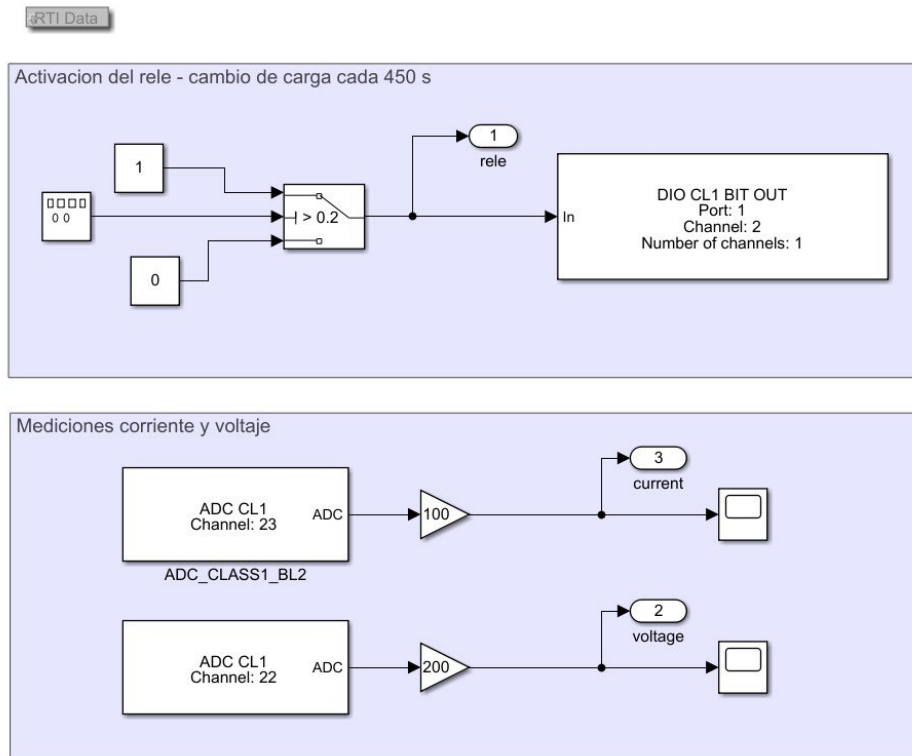 RTI Data
Activacion del rele - cambio de carga cada 450 s
1
rele
1
0 0
> 0.2
0
In
DIO CL1 BIT OUT
Port: 1
Channel: 2
Number of channels: 1
Mediciones corriente y voltaje
ADC CL1
Channel: 23
ADC
ADC_CLASS1_BL2
100
3
current
ADC CL1
Channel: 22
ADC
200
2
voltage